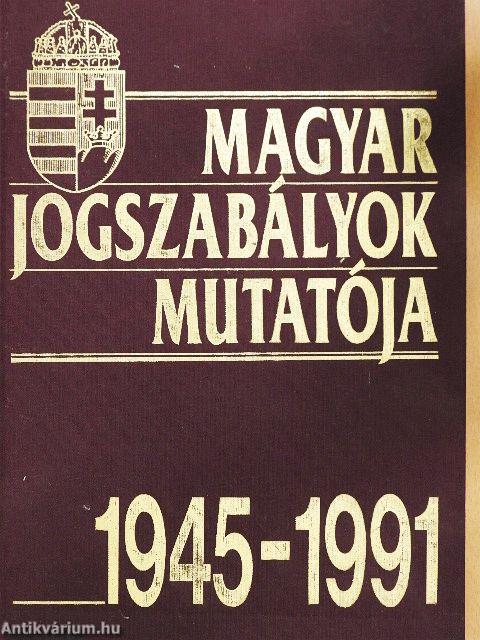 MAGYAR
JOGSZABÁLYOK
MUTATÓJA
1945-1991
Antikvárium.hu